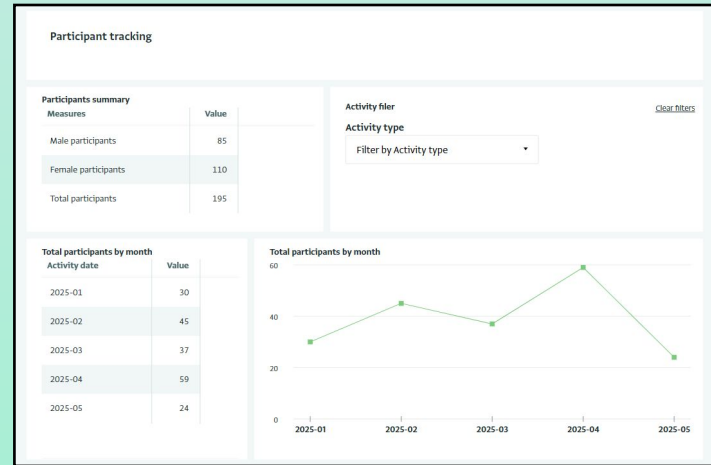 Participant tracking
Participants summary
Measures Value
Male participants 85
Female participants 110
Total participants 195
Activity filer
Clear filters
Activity type
Filter by Activity type
Total participants by month
Activity date Value
2025-01 30
2025-02 45
2025-03 37
2025-04 59
2025-05 24
Total participants by month
60
40
20
0
2025-01 2025-02 2025-03 2025-04 2025-05